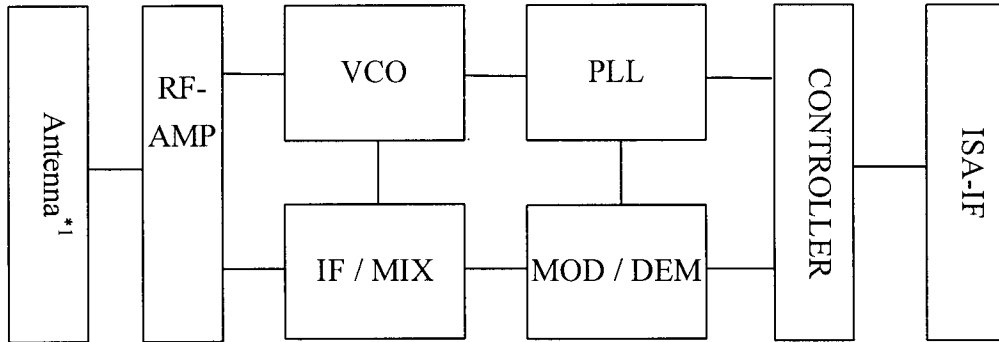 Antenna*1
RF-
AMP
VCO
PLL
IF / MIX
MOD / DEM
CONTROLLER
ISA-IF